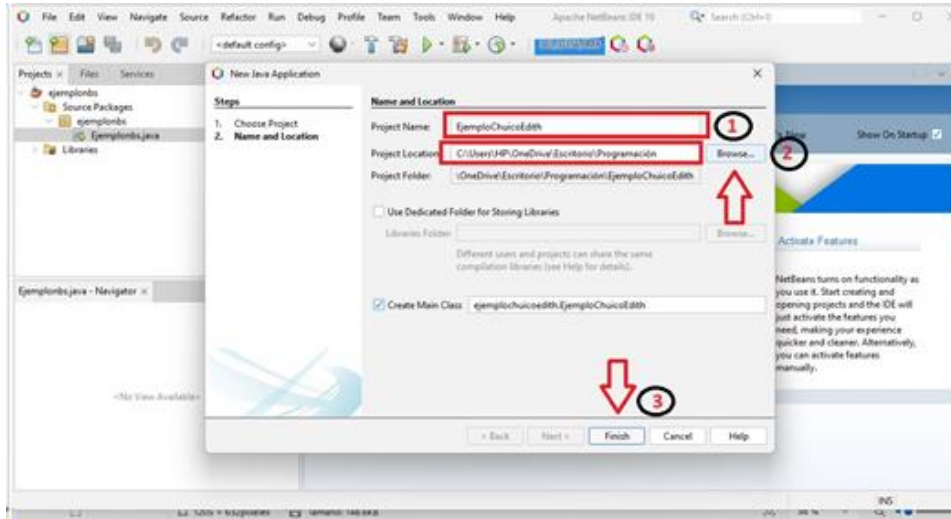 File Edit View Navigate Source Refactor Run Debug Profile Team Tools Window Help Apache NetBeans IDE 19 Search (Ctrl+I)
<default config>
Projects Files Services
ejemplonbs
Source Packages
ejemplonbs
Ejemplonbs.java
Libraries
Ejemplonbs.java - Navigator
<No View Available>
New Java Application
Steps
1. Choose Project
2. Name and Location
Name and Location
Project Name: EjemploChuicoEdith
1
Project Location: C:\Users\HP\OneDrive\Escritorio\Programación Browse...
2
Project Folder: \OneDrive\Escritorio\Programación\EjemploChuicoEdith
Use Dedicated Folder for Storing Libraries
Libraries Folder: Browse...
Different users and projects can share the same
compilation libraries (see Help for details).
Create Main Class ejemplochuicoedith.EjemploChuicoEdith
3
< Back Next > Finish Cancel Help
New Show On Startup
Activate Features
NetBeans turns on functionality as
you use it. Start creating and
opening projects and the IDE will
just activate the features you
need, making your experience
quicker and cleaner. Alternatively,
you can activate features
manually.
INS